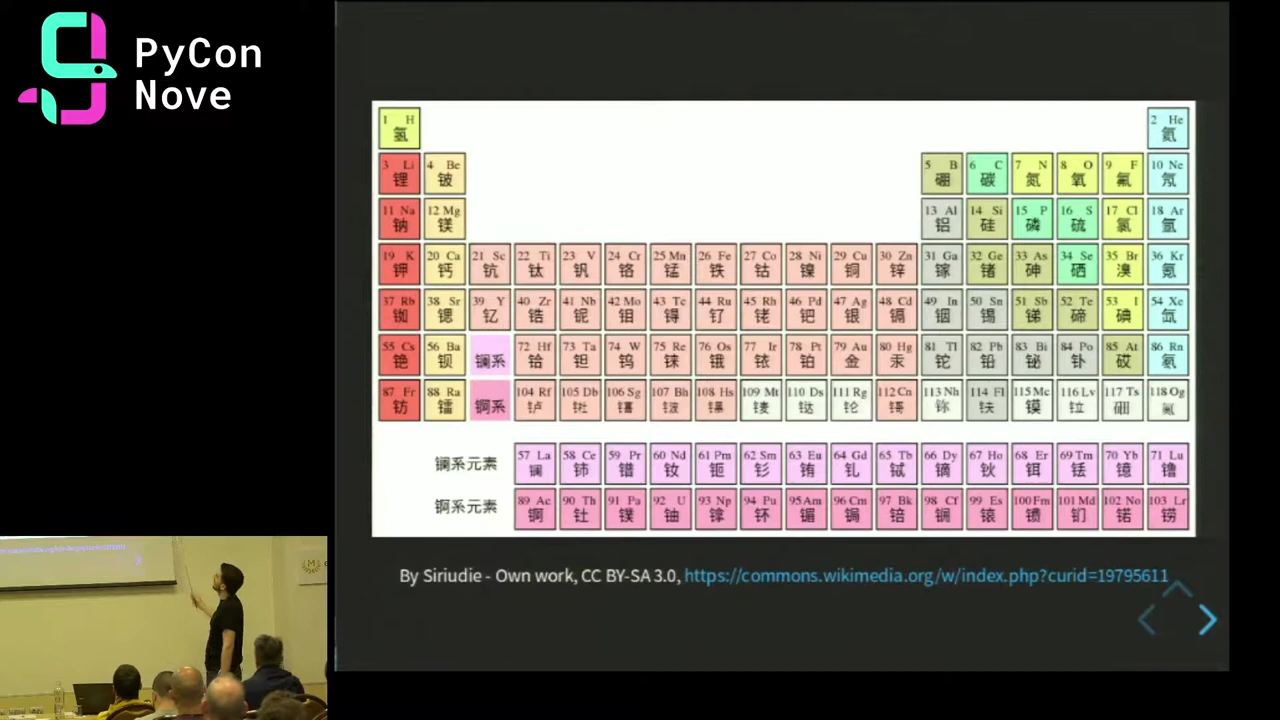 PyCon
Nove
1 H 2 He
氢 氦
3 Li 4 Be 5 B 6 C 7 N 8 O 9 F 10 Ne
锂 铍 硼 碳 氮 氧 氟 氖
11 Na 12 Mg 13 Al 14 Si 15 P 16 S 17 Cl 18 Ar
钠 镁 铝 硅 磷 硫 氯 氩
19 K 20 Ca 21 Sc 22 Ti 23 V 24 Cr 25 Mn 26 Fe 27 Co 28 Ni 29 Cu 30 Zn 31 Ga 32 Ge 33 As 34 Se 35 Br 36 Kr
钾 钙 钪 钛 钒 铬 锰 铁 钴 镍 铜 锌 镓 锗 砷 硒 溴 氪
37 Rb 38 Sr 39 Y 40 Zr 41 Nb 42 Mo 43 Tc 44 Ru 45 Rh 46 Pd 47 Ag 48 Cd 49 In 50 Sn 51 Sb 52 Te 53 I 54 Xe
铷 锶 钇 锆 铌 钼 锝 钌 铑 钯 银 镉 铟 锡 锑 碲 碘 氙
55 Cs 56 Ba 72 Hf 73 Ta 74 W 75 Re 76 Os 77 Ir 78 Pt 79 Au 80 Hg 81 Tl 82 Pb 83 Bi 84 Po 85 At 86 Rn
铯 钡 镧系 铪 钽 钨 铼 锇 铱 铂 金 汞 铊 铅 铋 钋 砹 氡
87 Fr 88 Ra 104 Rf 105 Db 106 Sg 107 Bh 108 Hs 109 Mt 110 Ds 111 Rg 112 Cn 113 Nh 114 Fl 115 Mc 116 Lv 117 Ts 118 Og
钫 镭 锕系 𬬻 𬭊 𬭳 𬭛 𬭶 鿏 𫟼 𬬭 鿔 鿭 𫓧 镆 𫟷 鿬 鿫
57 La 58 Ce 59 Pr 60 Nd 61 Pm 62 Sm 63 Eu 64 Gd 65 Tb 66 Dy 67 Ho 68 Er 69 Tm 70 Yb 71 Lu
镧系元素 镧 铈 镨 钕 钷 钐 铕 钆 铽 镝 钬 铒 铥 镱 镥
89 Ac 90 Th 91 Pa 92 U 93 Np 94 Pu 95 Am 96 Cm 97 Bk 98 Cf 99 Es 100 Fm 101 Md 102 No 103 Lr
锕系元素 锕 钍 镤 铀 镎 钚 镅 锔 锫 锎 锿 镄 钔 锘 铹
By Siriudie - Own work, CC BY-SA 3.0, https://commons.wikimedia.org/w/index.php?curid=19795611